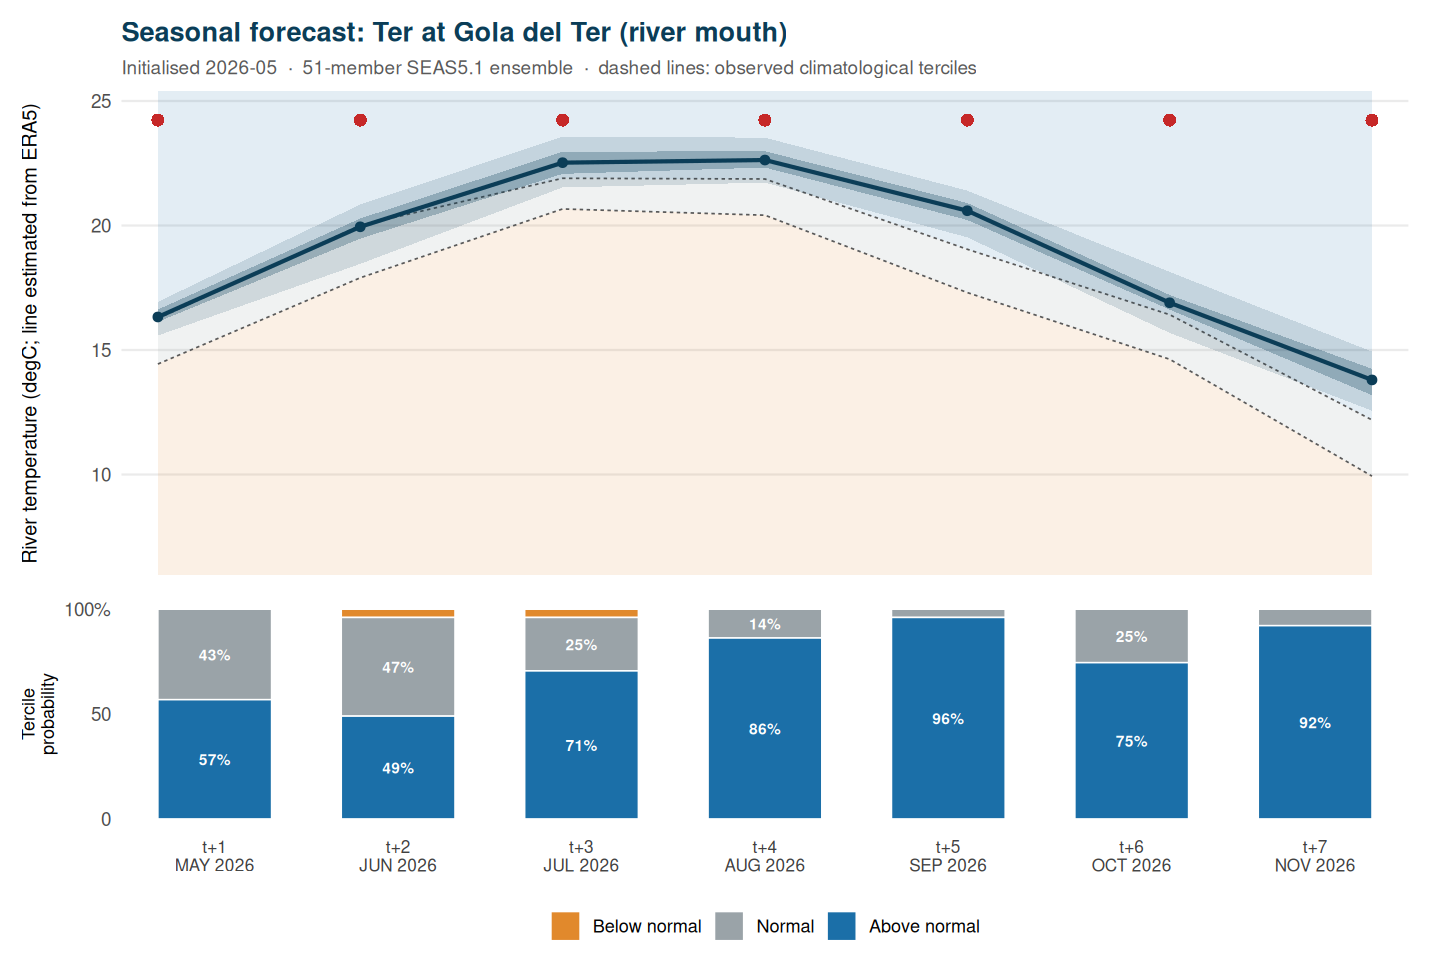 Seasonal forecast: Ter at Gola del Ter (river mouth)
Initialised 2026-05 · 51-member SEAS5.1 ensemble · dashed lines: observed climatological terciles
River temperature (degC; line estimated from ERA5)
25
20
15
10
Tercile
probability
100%
50
0
43%
57%
47%
49%
25%
71%
14%
86%
96%
25%
75%
92%
t+1
MAY 2026
t+2
JUN 2026
t+3
JUL 2026
t+4
AUG 2026
t+5
SEP 2026
t+6
OCT 2026
t+7
NOV 2026
Below normal
Normal
Above normal